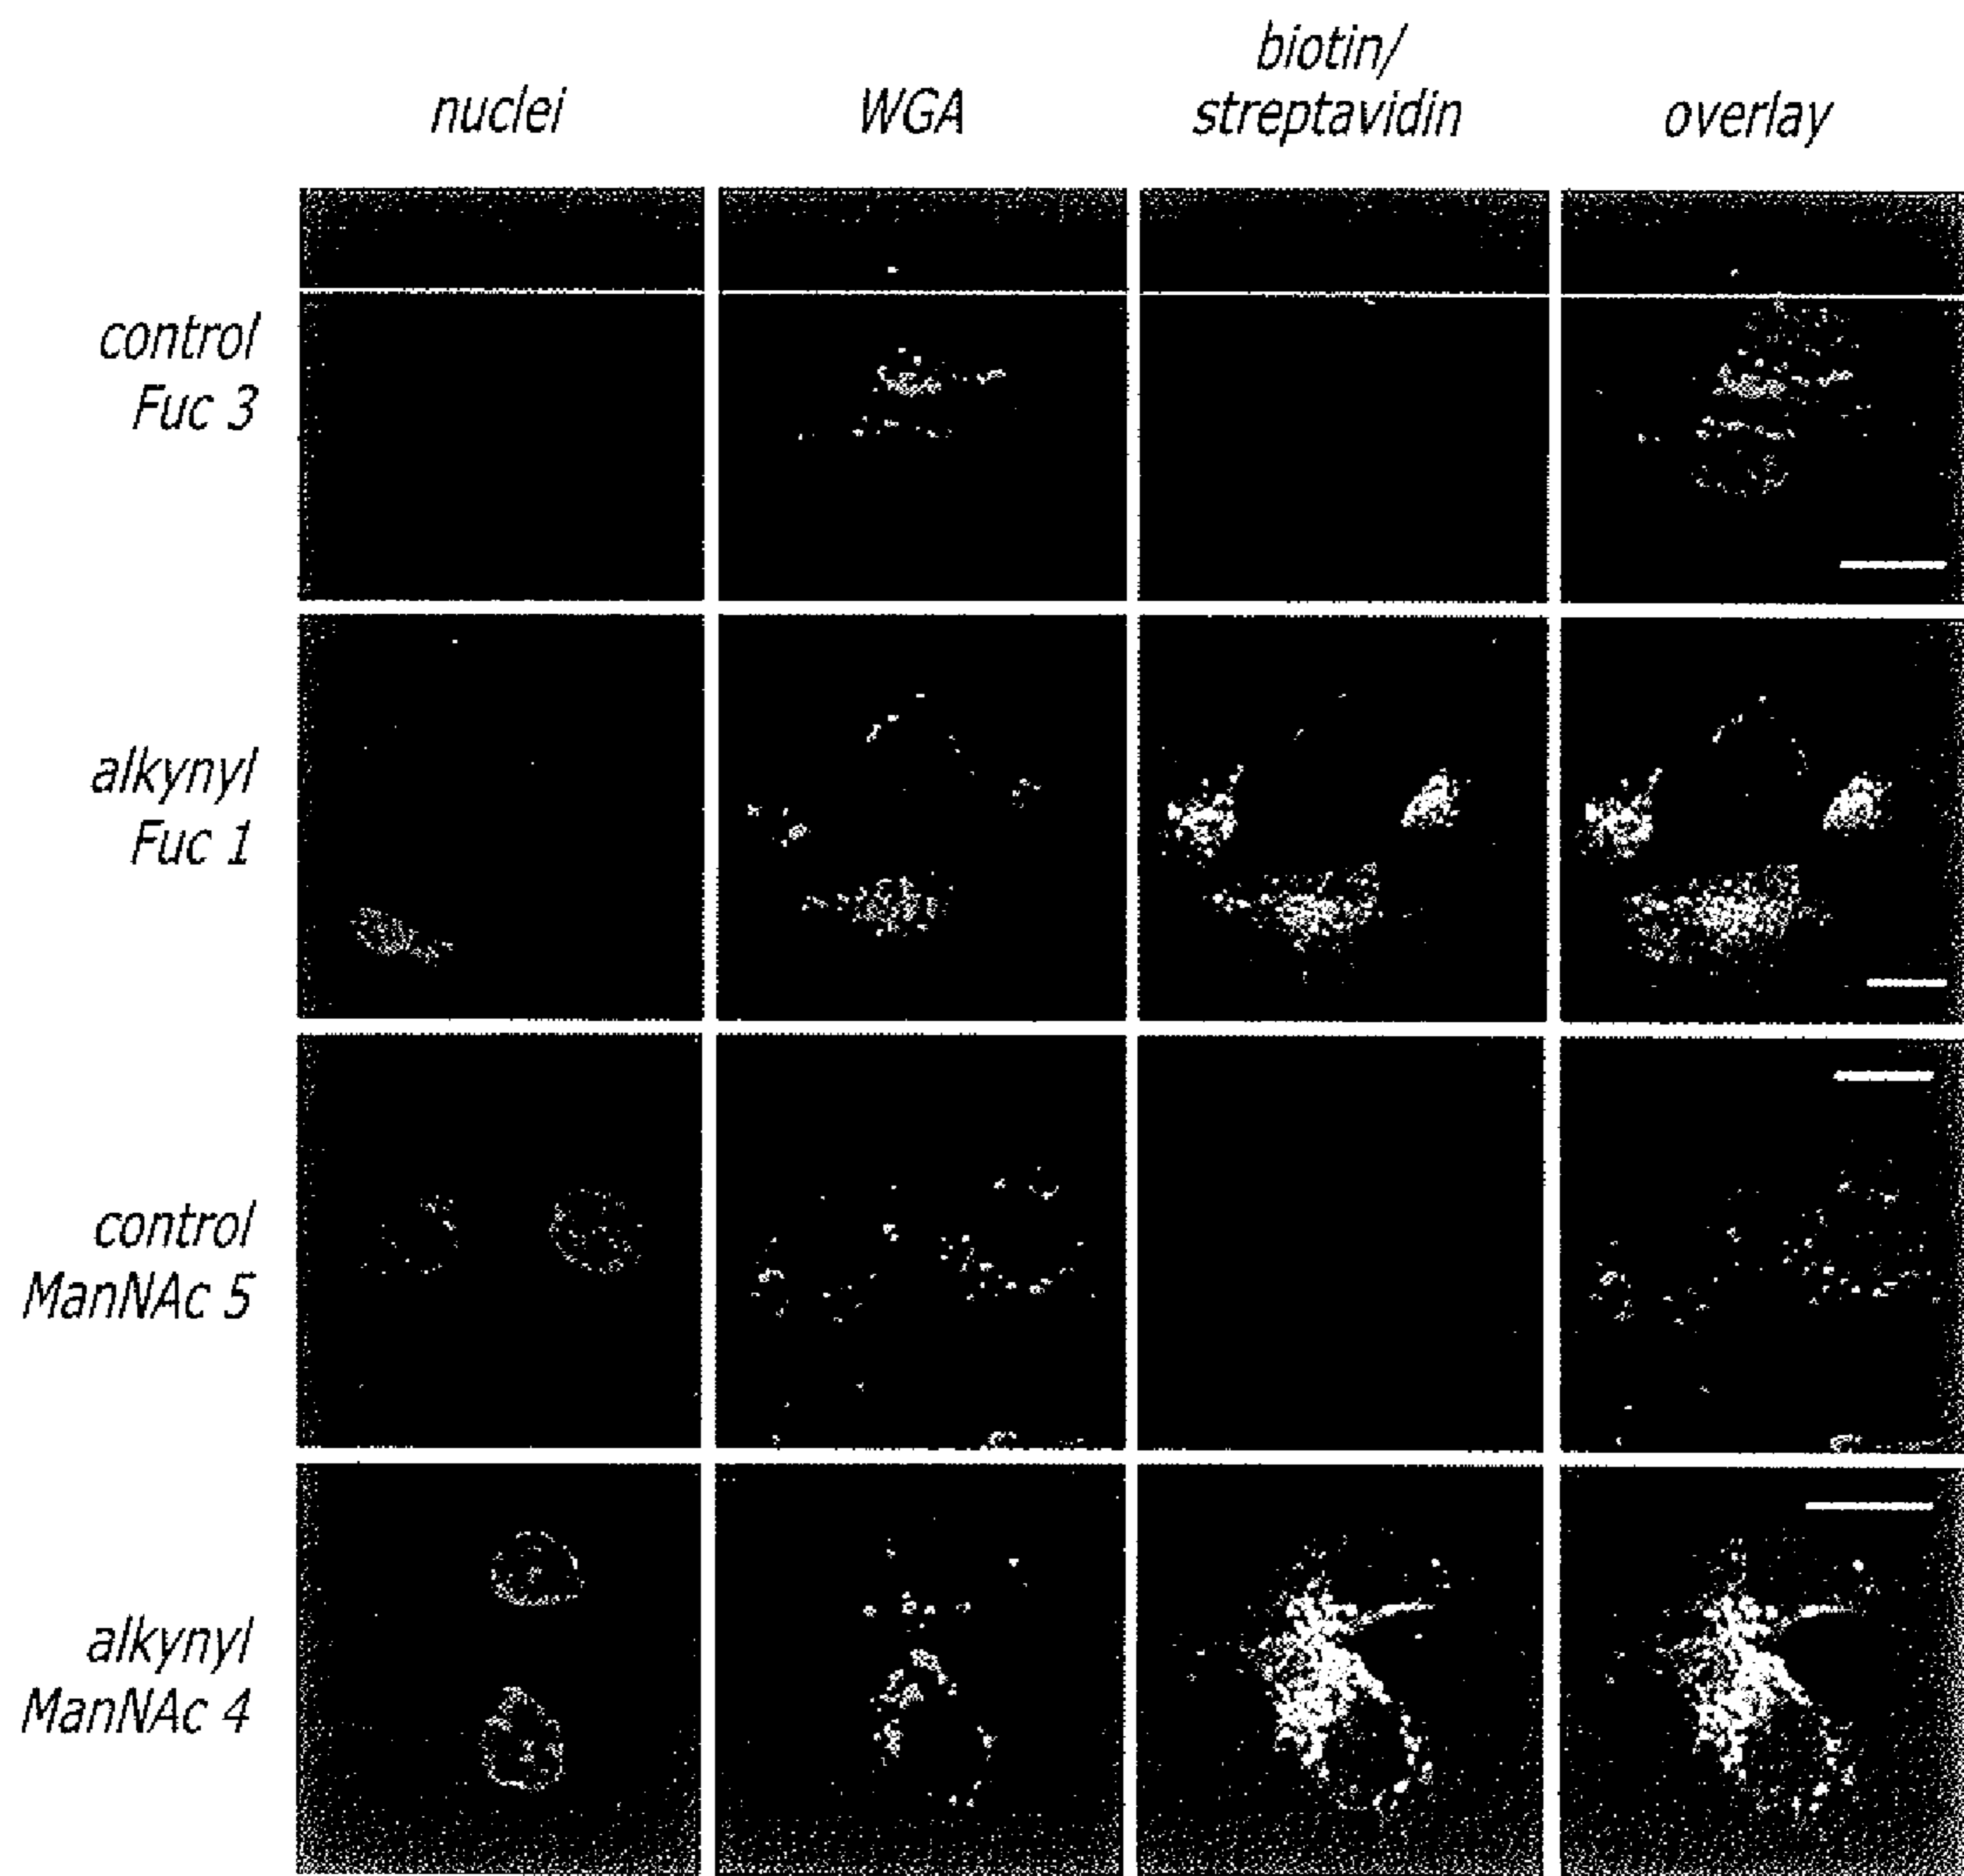 nuclei
WGA
biotin/
streptavidin
overlay
control
Fuc 3
alkynyl
Fuc 1
control
ManNAc 5
alkynyl
ManNAc 4